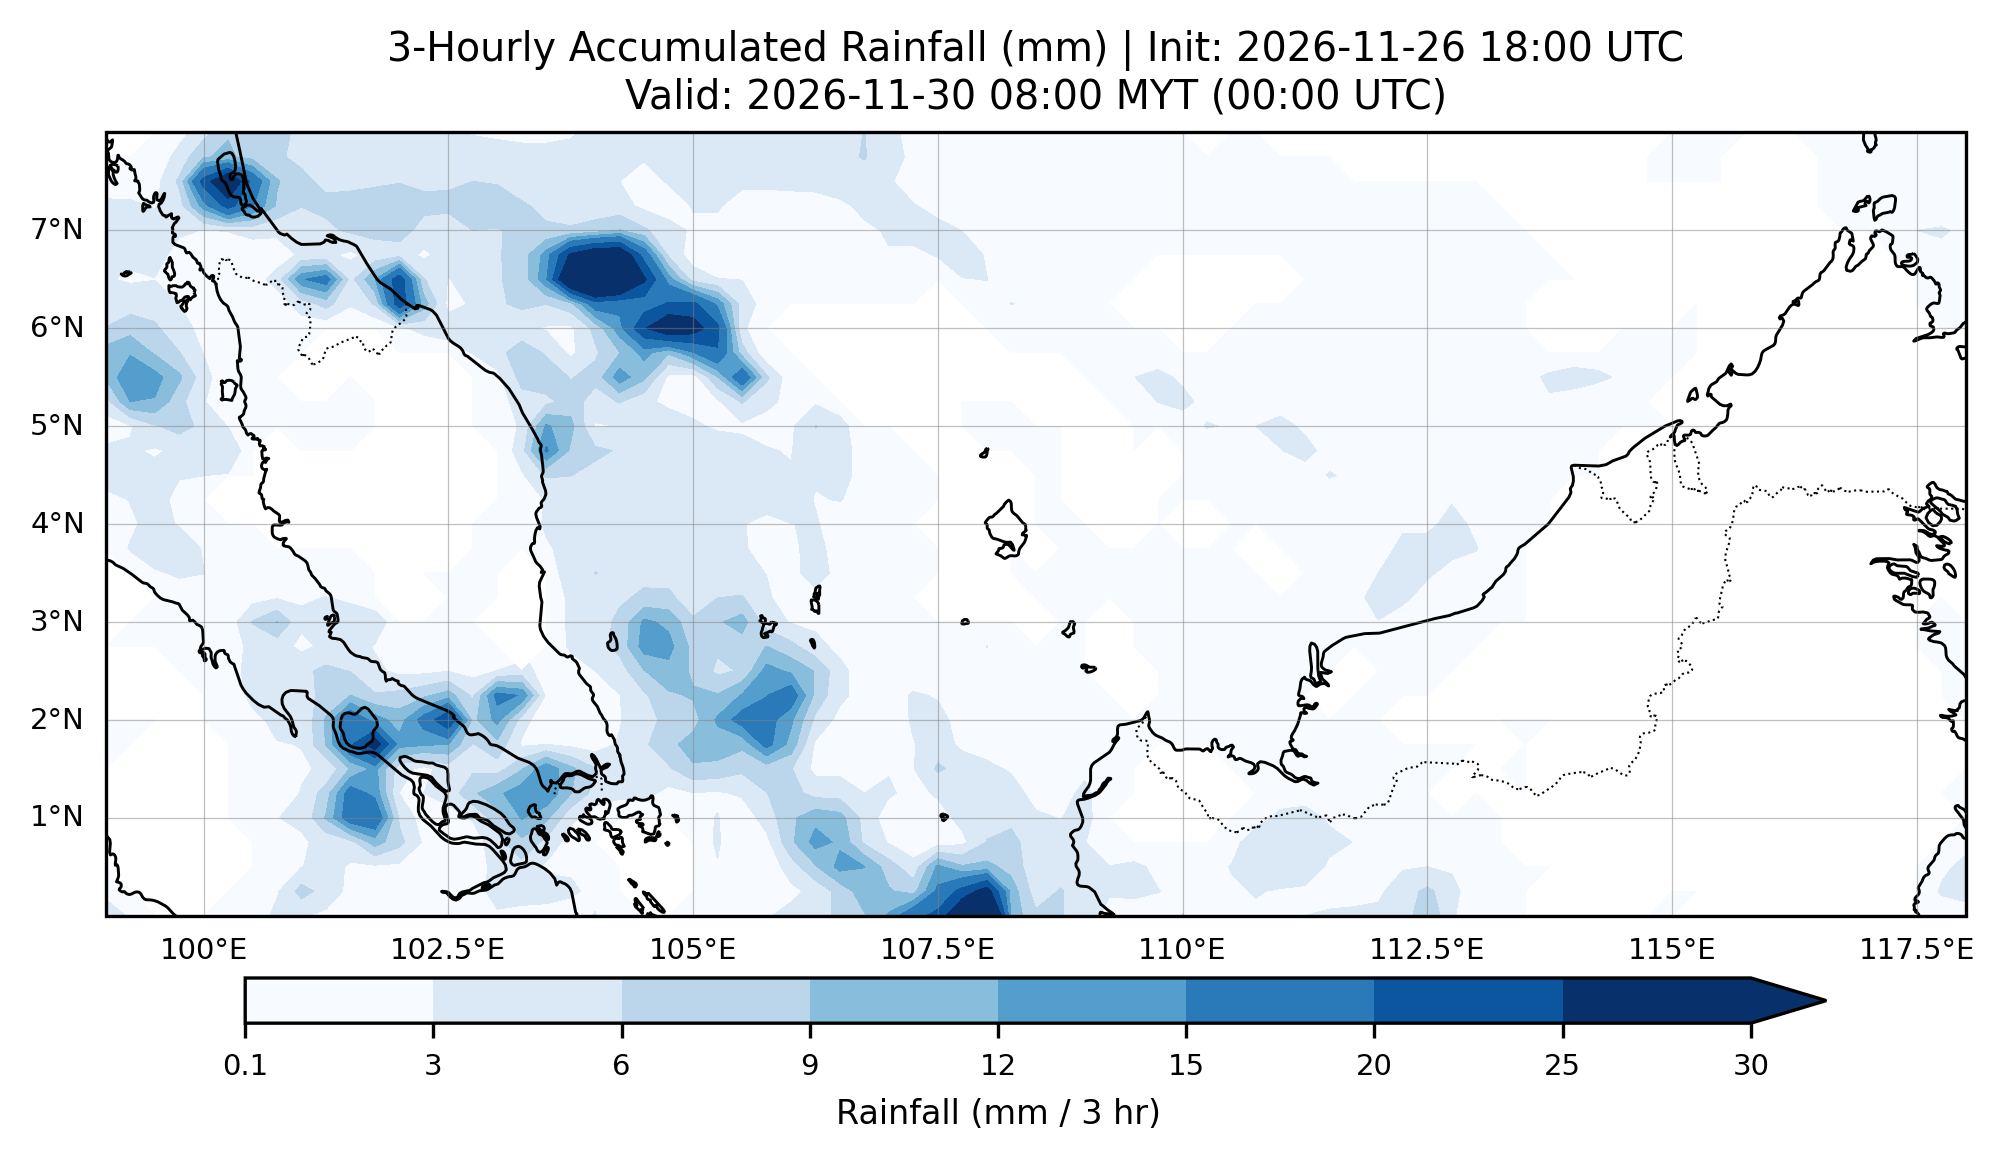 3-Hourly Accumulated Rainfall (mm) | Init: 2026-11-26 18:00 UTC
Valid: 2026-11-30 08:00 MYT (00:00 UTC)
7°N
6°N
5°N
4°N
3°N
2°N
1°N
100°E 102.5°E 105°E 107.5°E 110°E 112.5°E 115°E 117.5°E
0.1 3 6 9 12 15 20 25 30
Rainfall (mm / 3 hr)